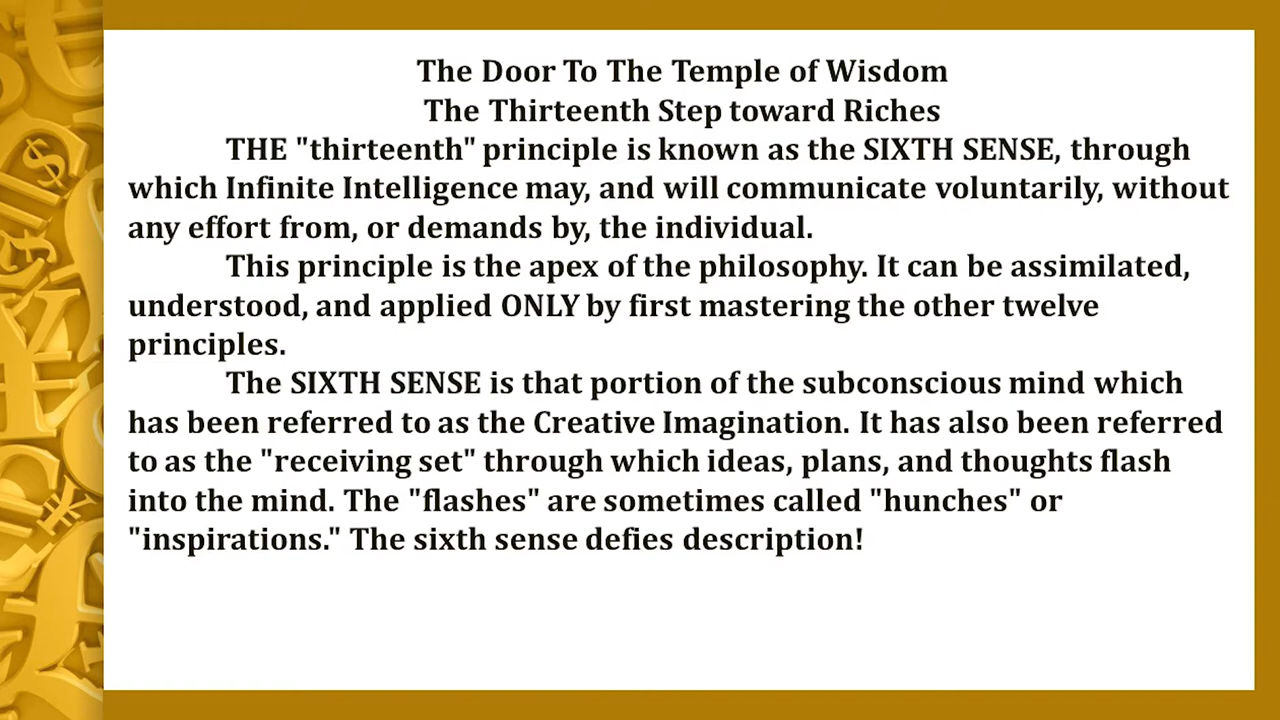 The Door To The Temple of Wisdom
The Thirteenth Step toward Riches
THE "thirteenth" principle is known as the SIXTH SENSE, through
which Infinite Intelligence may, and will communicate voluntarily, without
any effort from, or demands by, the individual.
This principle is the apex of the philosophy. It can be assimilated,
understood, and applied ONLY by first mastering the other twelve
principles.
The SIXTH SENSE is that portion of the subconscious mind which
has been referred to as the Creative Imagination. It has also been referred
to as the "receiving set" through which ideas, plans, and thoughts flash
into the mind. The "flashes" are sometimes called "hunches" or
"inspirations." The sixth sense defies description!